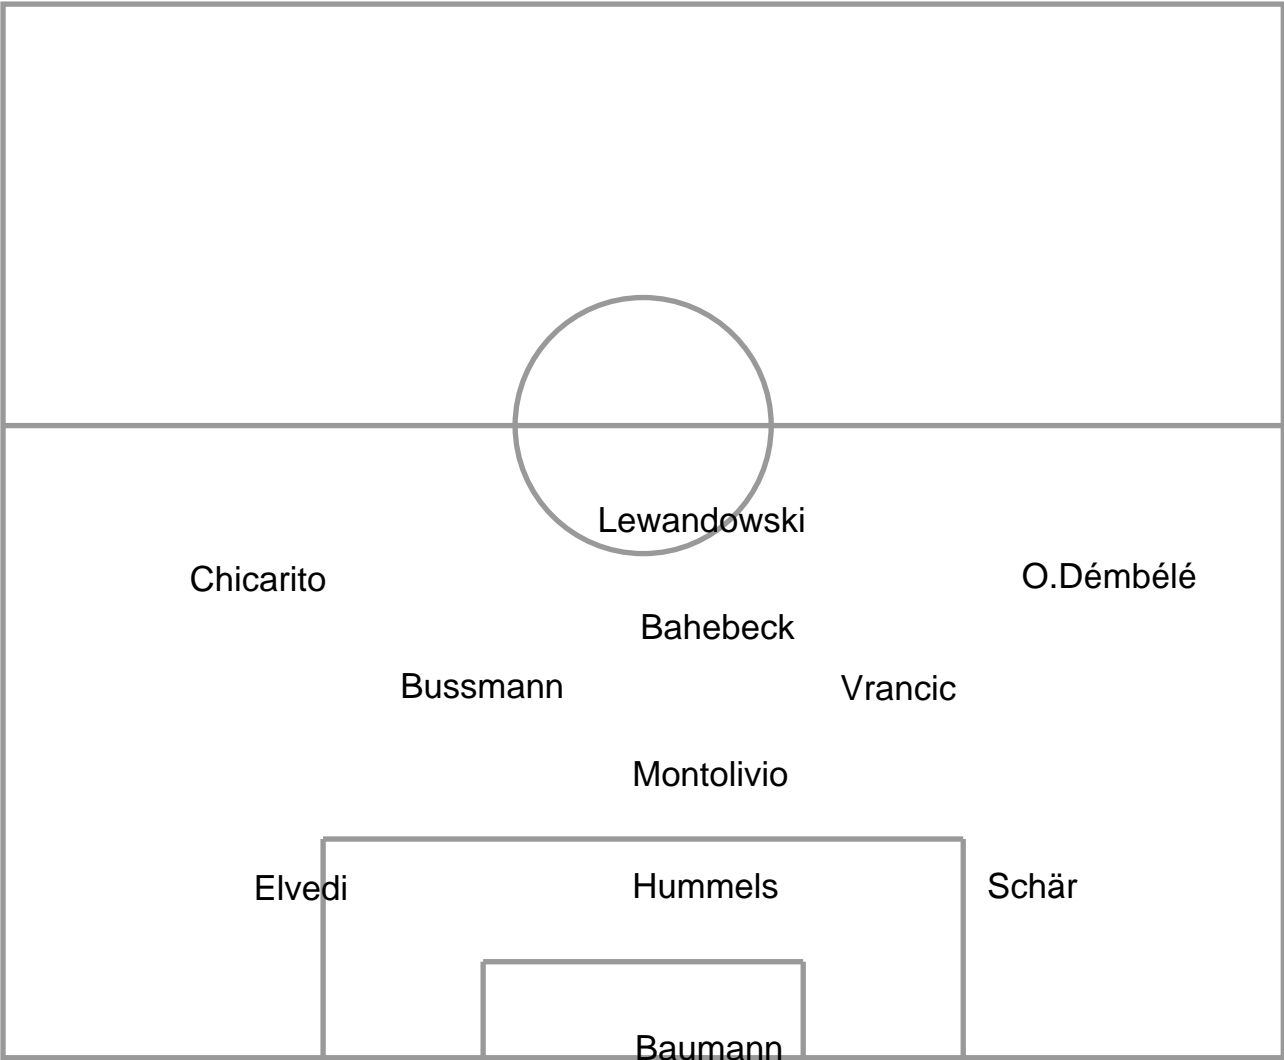 Lewandowski
Chicarito
O.Démbélé
Bahebeck
Bussmann
Vrancic
Montolivio
Elvedi
Hummels
Schär
Baumann